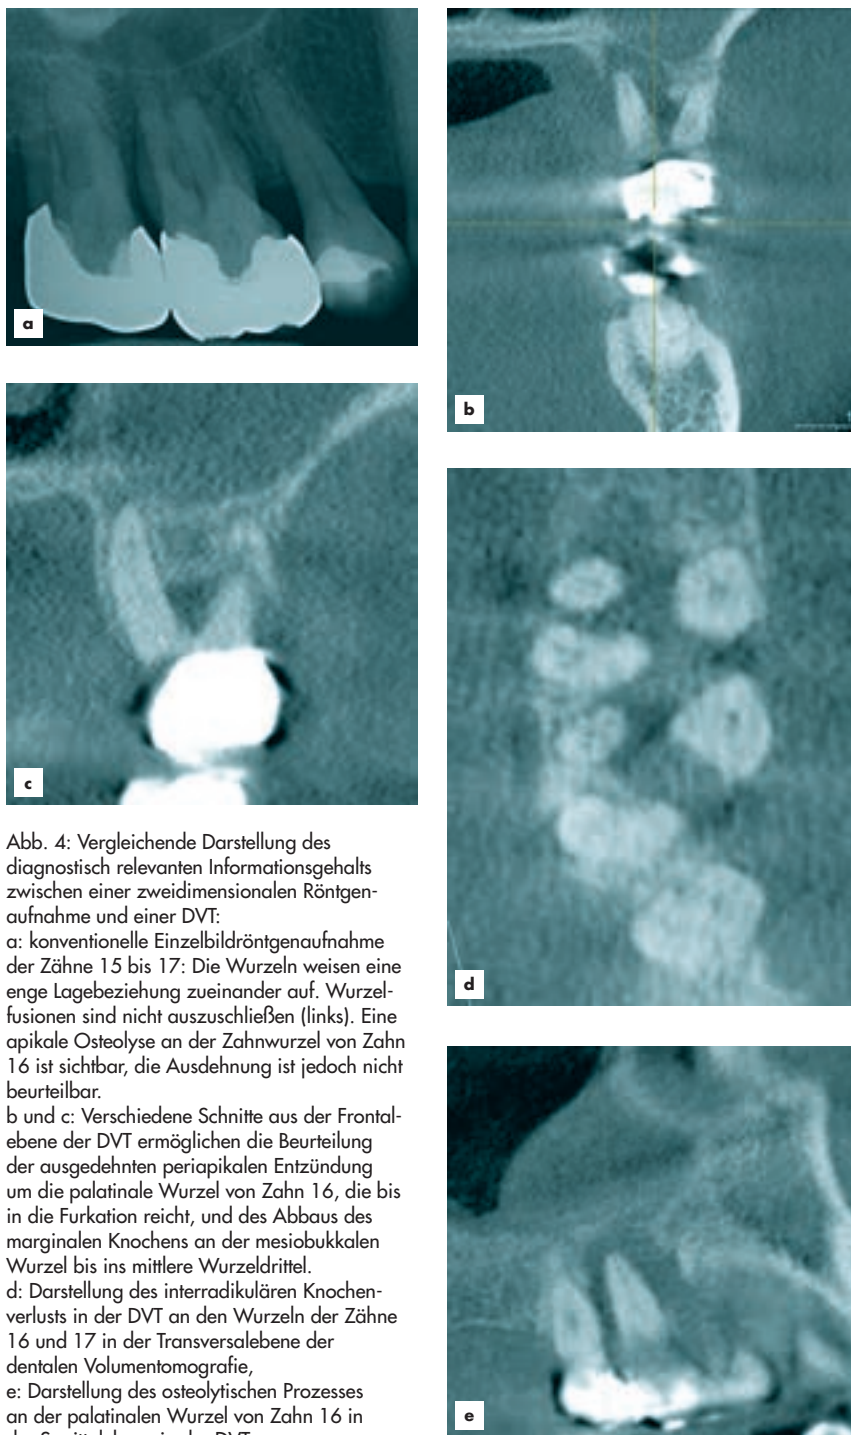 a
b
c
d
e
Abb. 4: Vergleichende Darstellung des
diagnostisch relevanten Informationsgehalts
zwischen einer zweidimensionalen Röntgen-
aufnahme und einer DVT:
a: konventionelle Einzelbildröntgenaufnahme
der Zähne 15 bis 17: Die Wurzeln weisen eine
enge Lagebeziehung zueinander auf. Wurzel-
fusionen sind nicht auszuschließen (links). Eine
apikale Osteolyse an der Zahnwurzel von Zahn
16 ist sichtbar, die Ausdehnung ist jedoch nicht
beurteilbar.
b und c: Verschiedene Schnitte aus der Frontal-
ebene der DVT ermöglichen die Beurteilung
der ausgedehnten periapikalen Entzündung
um die palatinale Wurzel von Zahn 16, die bis
in die Furkation reicht, und des Abbaus des
marginalen Knochens an der mesiobukkalen
Wurzel bis ins mittlere Wurzeldrittel.
d: Darstellung des interradikulären Knochen-
verlusts in der DVT an den Wurzeln der Zähne
16 und 17 in der Transversalebene der
dentalen Volumentomografie,
e: Darstellung des osteolytischen Prozesses
an der palatinalen Wurzel von Zahn 16 in